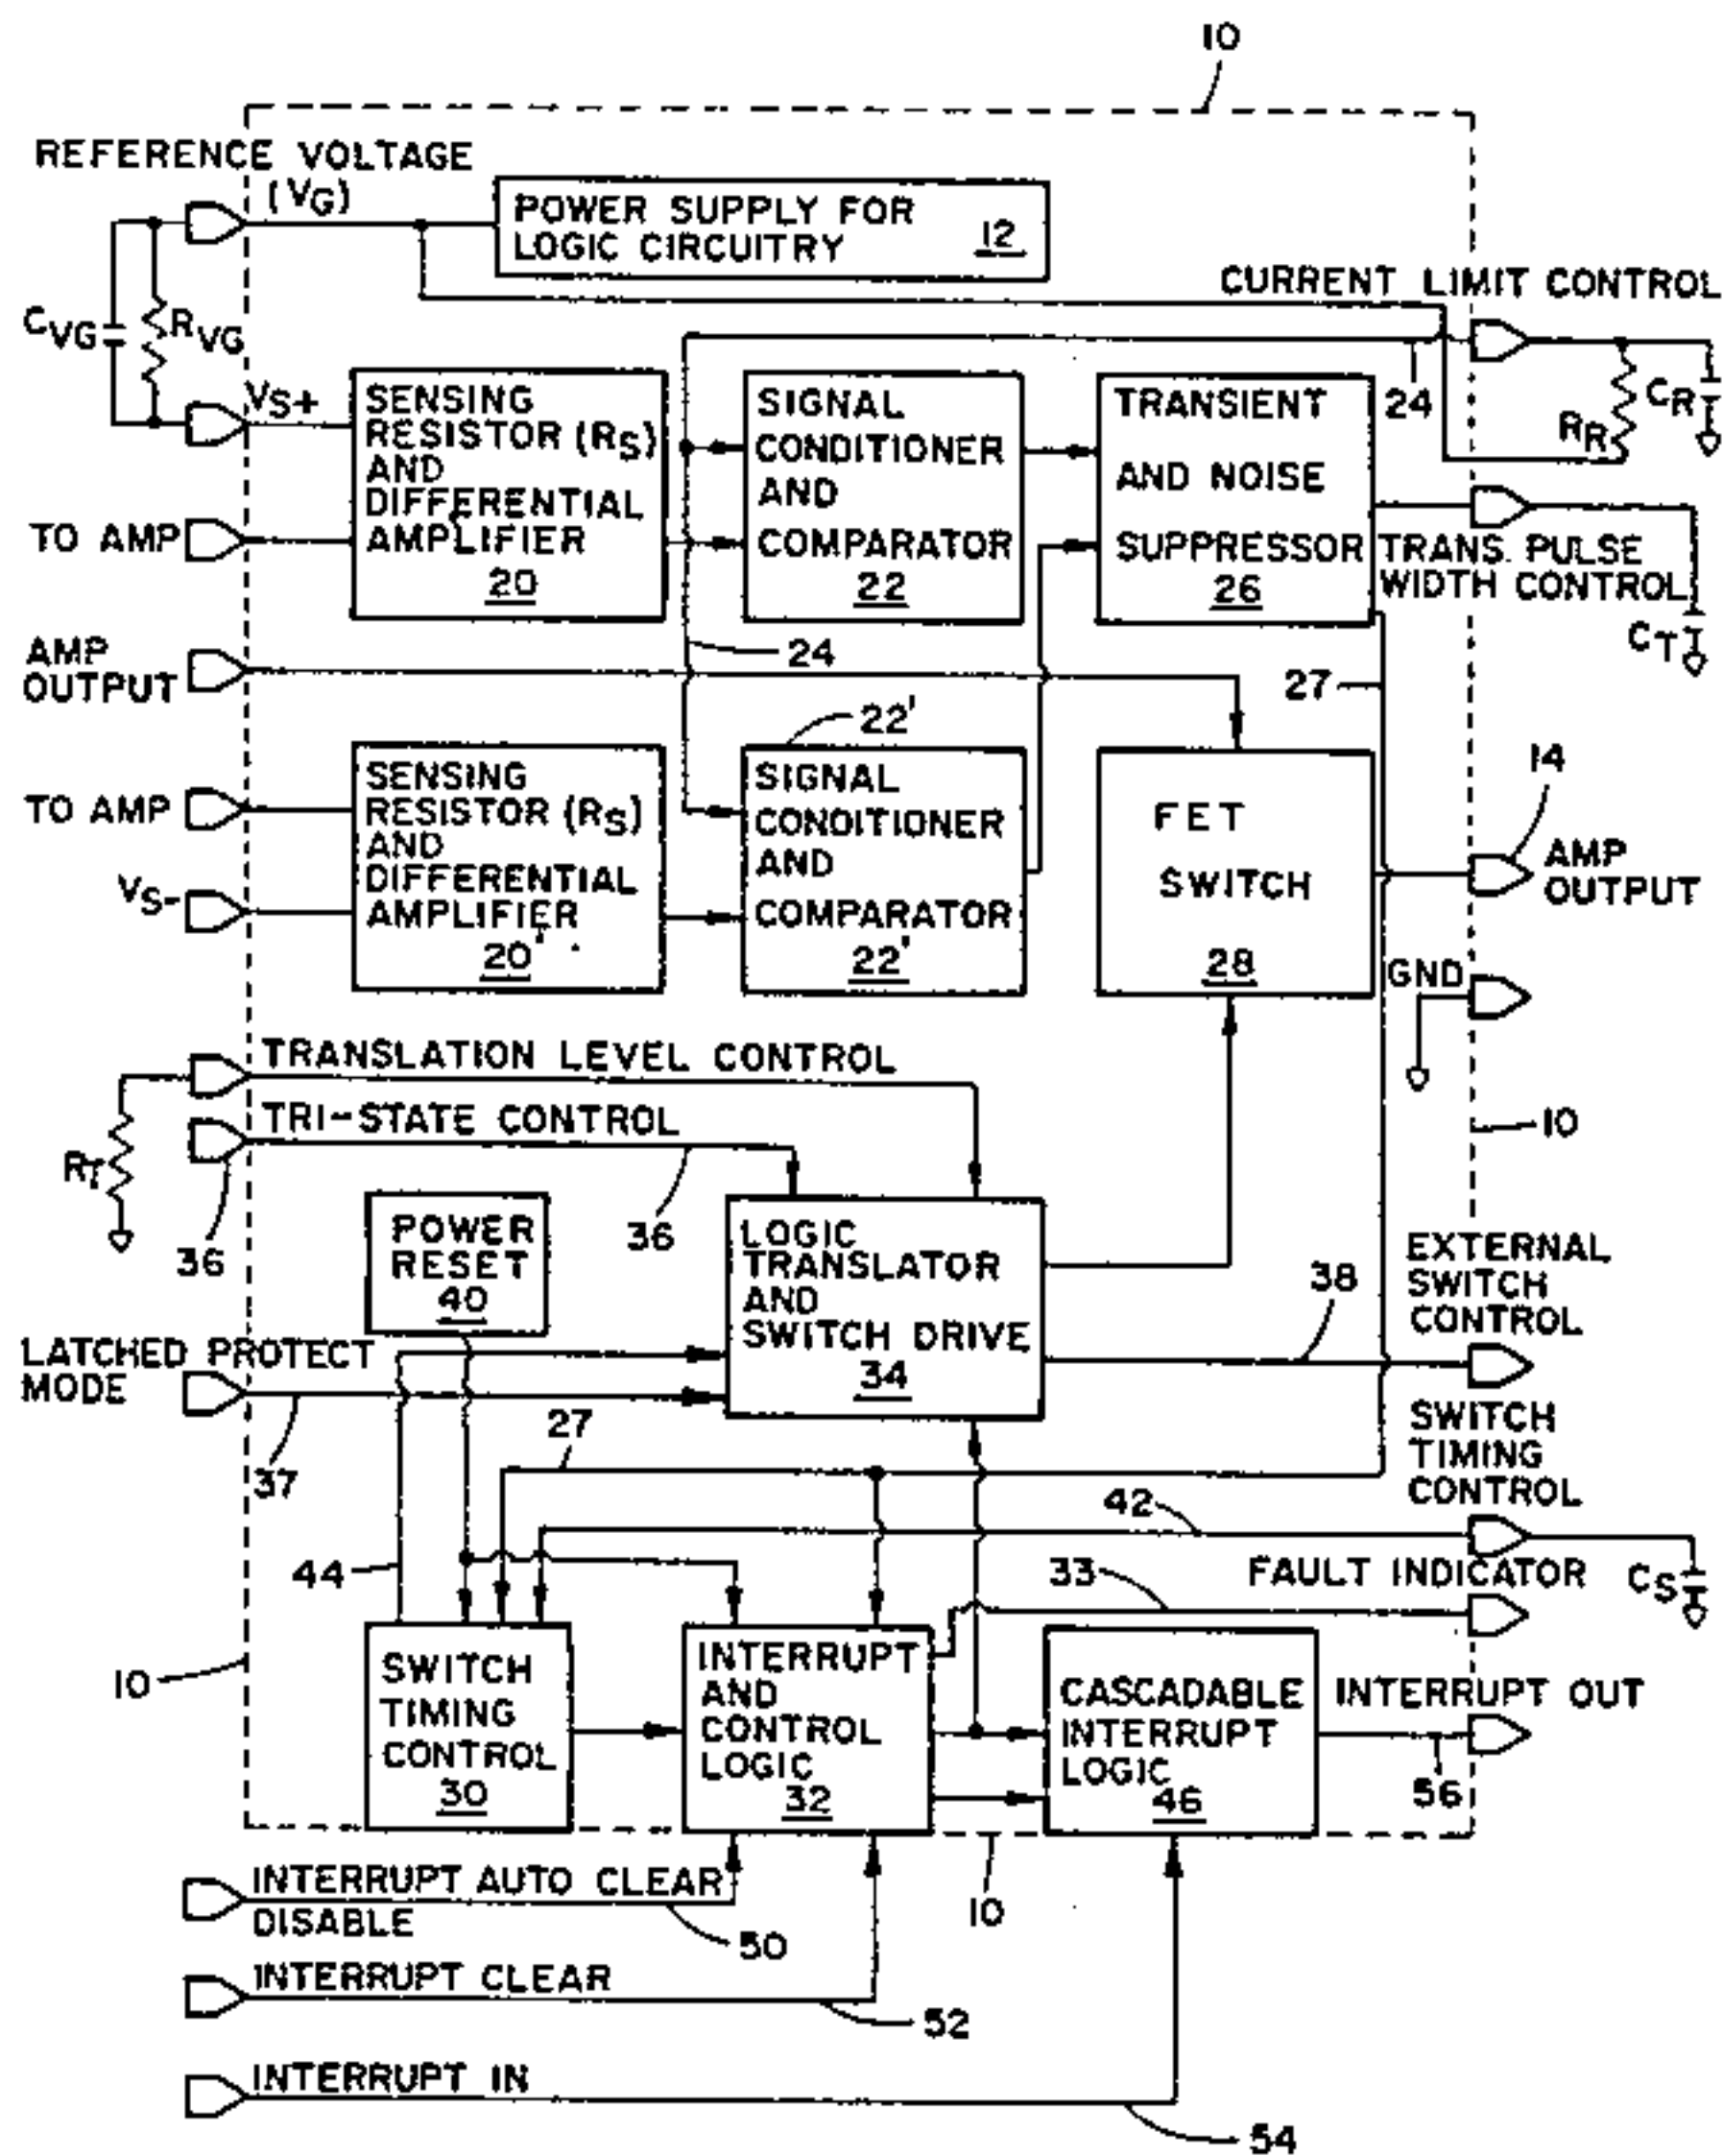 10
REFERENCE VOLTAGE
(VG)
POWER SUPPLY FOR
LOGIC CIRCUITRY 12
CURRENT LIMIT CONTROL
CVG
RVG
VS+
SENSING
RESISTOR (RS)
AND
DIFFERENTIAL
AMPLIFIER
20
SIGNAL
CONDITIONER
AND
COMPARATOR
22
TRANSIENT
AND NOISE
SUPPRESSOR
26
24
RR
CR
TO AMP
TRANS. PULSE
WIDTH CONTROL
CT
AMP
OUTPUT
24
27
22'
TO AMP
VS-
SENSING
RESISTOR (RS)
AND
DIFFERENTIAL
AMPLIFIER
20'
SIGNAL
CONDITIONER
AND
COMPARATOR
22'
FET
SWITCH
28
14
AMP
OUTPUT
GND
TRANSLATION LEVEL CONTROL
TRI-STATE CONTROL
10
RT
36
36
POWER
RESET
40
LOGIC
TRANSLATOR
AND
SWITCH DRIVE
34
38
EXTERNAL
SWITCH
CONTROL
LATCHED PROTECT
MODE
37
27
SWITCH
TIMING
CONTROL
42
44
33
FAULT INDICATOR
CS
10
SWITCH
TIMING
CONTROL
30
INTERRUPT
AND
CONTROL
LOGIC
32
CASCADABLE
INTERRUPT
LOGIC
46
INTERRUPT OUT
56
INTERRUPT AUTO CLEAR
DISABLE
50
10
INTERRUPT CLEAR
52
INTERRUPT IN
54